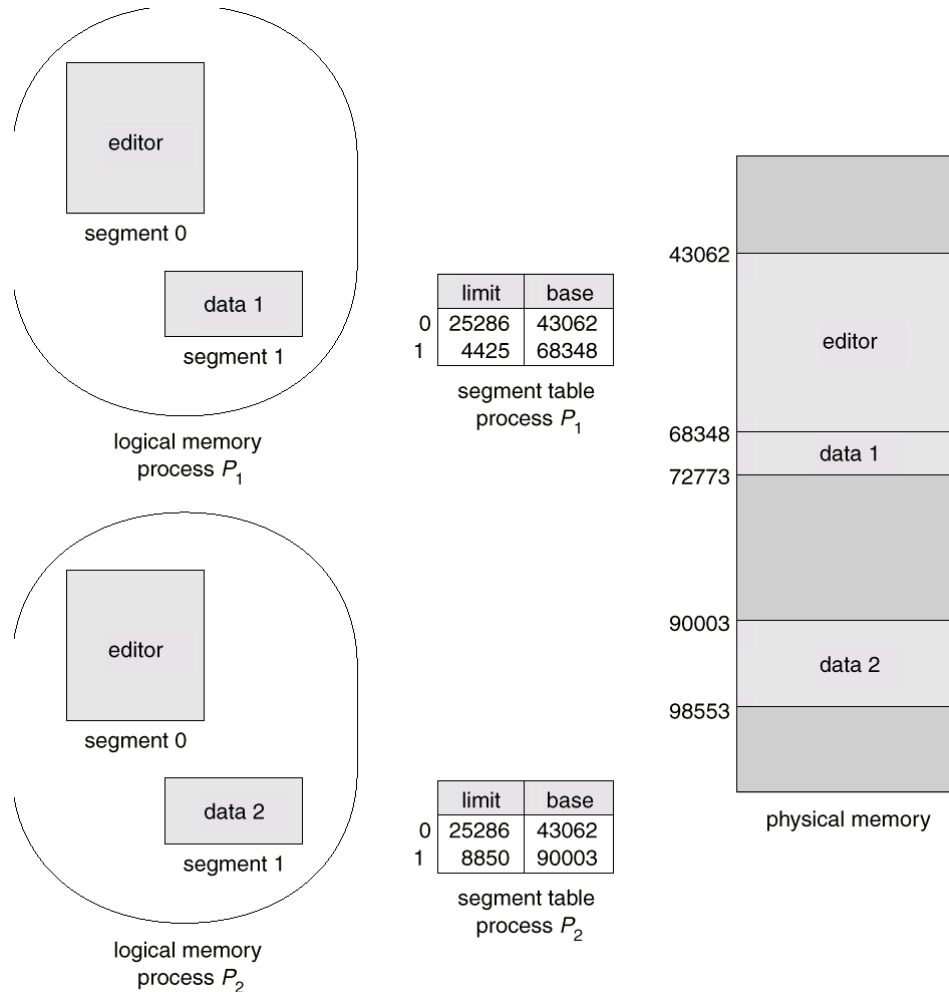 editor
segment 0
data 1
segment 1
logical memory
process P1
limit base
0 25286 43062
1 4425 68348
segment table
process P1
editor
segment 0
data 2
segment 1
logical memory
process P2
limit base
0 25286 43062
1 8850 90003
segment table
process P2
43062
editor
68348
data 1
72773
90003
data 2
98553
physical memory